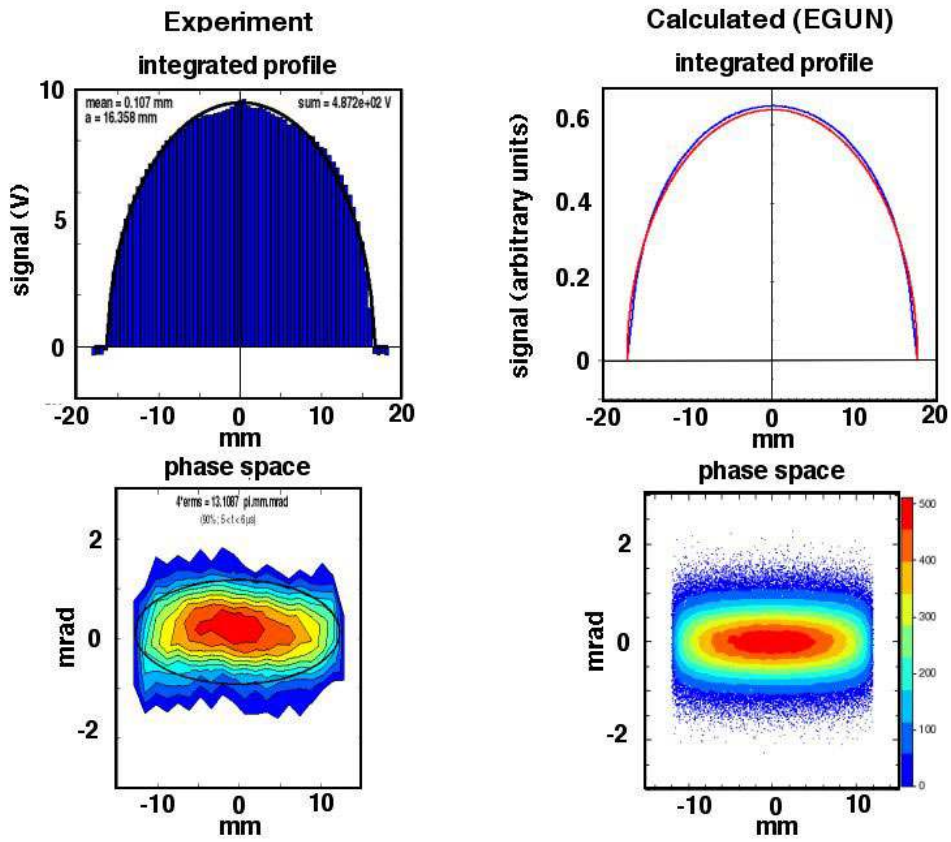 Experiment
integrated profile
mean = 0.107 mm
a = 16.358 mm
sum = 4.872e+02 V
10
5
0
signal (V)
-20
-10
0
10
20
mm
Calculated (EGUN)
integrated profile
0.6
0.4
0.2
0
signal (arbitrary units)
-20
-10
0
10
20
mm
phase space
4*erms = 13.1087 pi.mm.mrad
(90% ; 5 < t < 6 µs)
2
0
-2
mrad
-10
0
10
mm
phase space
2
0
-2
mrad
-10
0
10
mm
500
400
300
200
100
0